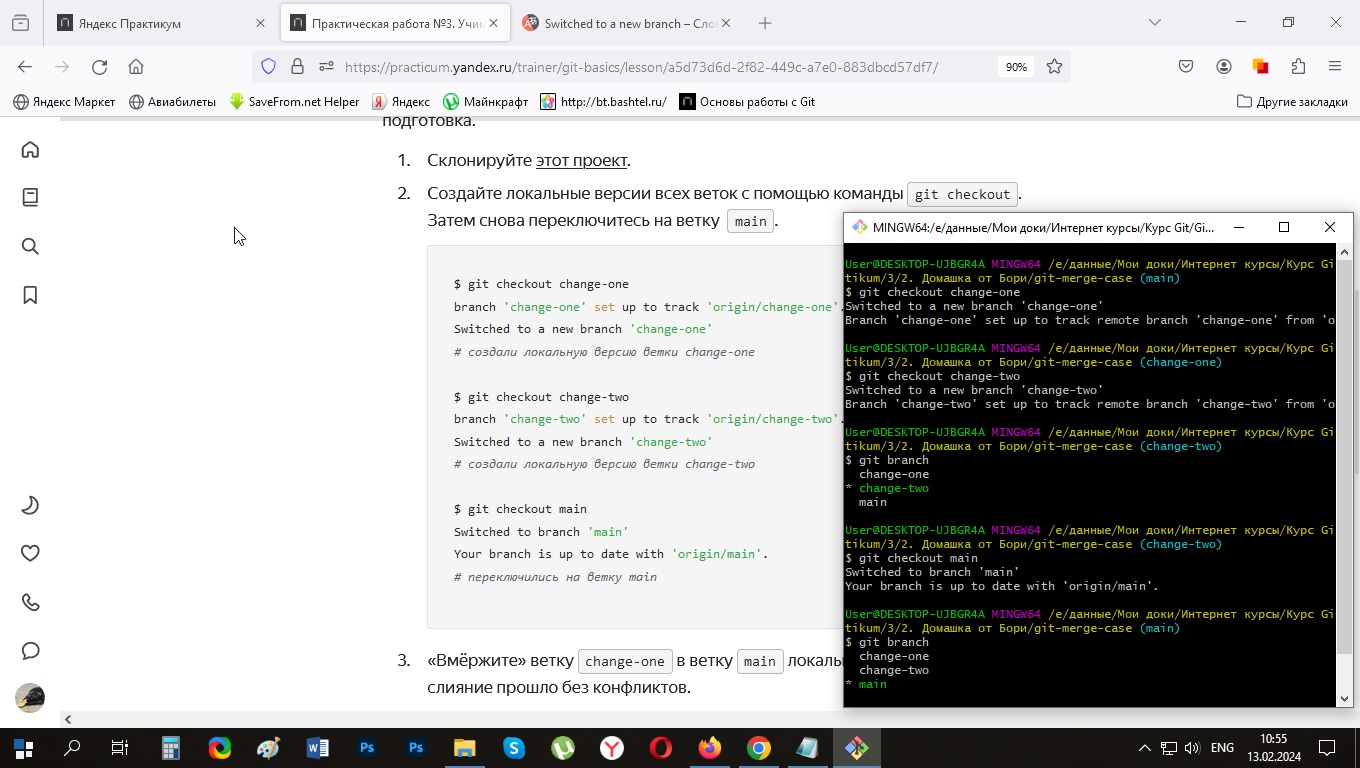 Яндекс Практикум
Практическая работа №3. Учим
Switched to a new branch – Сло
https://practicum.yandex.ru/trainer/git-basics/lesson/a5d73d6d-2f82-449c-a7e0-883dbcd57df7/
90%
Яндекс Маркет
Авиабилеты
SaveFrom.net Helper
Яндекс
Майнкрафт
http://bt.bashtel.ru/
Основы работы с Git
Другие закладки
подготовка.
1. Склонируйте этот проект.
2. Создайте локальные версии всех веток с помощью команды git checkout.
Затем снова переключитесь на ветку main.
$ git checkout change-one
branch 'change-one' set up to track 'origin/change-one'.
Switched to a new branch 'change-one'
# создали локальную версию ветки change-one
$ git checkout change-two
branch 'change-two' set up to track 'origin/change-two'.
Switched to a new branch 'change-two'
# создали локальную версию ветки change-two
$ git checkout main
Switched to branch 'main'
Your branch is up to date with 'origin/main'.
# переключились на ветку main
3. «Вмёржите» ветку change-one в ветку main локаль
слияние прошло без конфликтов.
MINGW64:/e/данные/Мои доки/Интернет курсы/Курс Git/Gi...
User@DESKTOP-UJBGR4A MINGW64 /e/данные/Мои доки/Интернет курсы/Курс Gi
tikum/3/2. Домашка от Бори/git-merge-case (main)
$ git checkout change-one
Switched to a new branch 'change-one'
Branch 'change-one' set up to track remote branch 'change-one' from 'o
User@DESKTOP-UJBGR4A MINGW64 /e/данные/Мои доки/Интернет курсы/Курс Gi
tikum/3/2. Домашка от Бори/git-merge-case (change-one)
$ git checkout change-two
Switched to a new branch 'change-two'
Branch 'change-two' set up to track remote branch 'change-two' from 'o
User@DESKTOP-UJBGR4A MINGW64 /e/данные/Мои доки/Интернет курсы/Курс Gi
tikum/3/2. Домашка от Бори/git-merge-case (change-two)
$ git branch
change-one
* change-two
main
User@DESKTOP-UJBGR4A MINGW64 /e/данные/Мои доки/Интернет курсы/Курс Gi
tikum/3/2. Домашка от Бори/git-merge-case (change-two)
$ git checkout main
Switched to branch 'main'
Your branch is up to date with 'origin/main'.
User@DESKTOP-UJBGR4A MINGW64 /e/данные/Мои доки/Интернет курсы/Курс Gi
tikum/3/2. Домашка от Бори/git-merge-case (main)
$ git branch
change-one
change-two
* main
ENG
10:55
13.02.2024